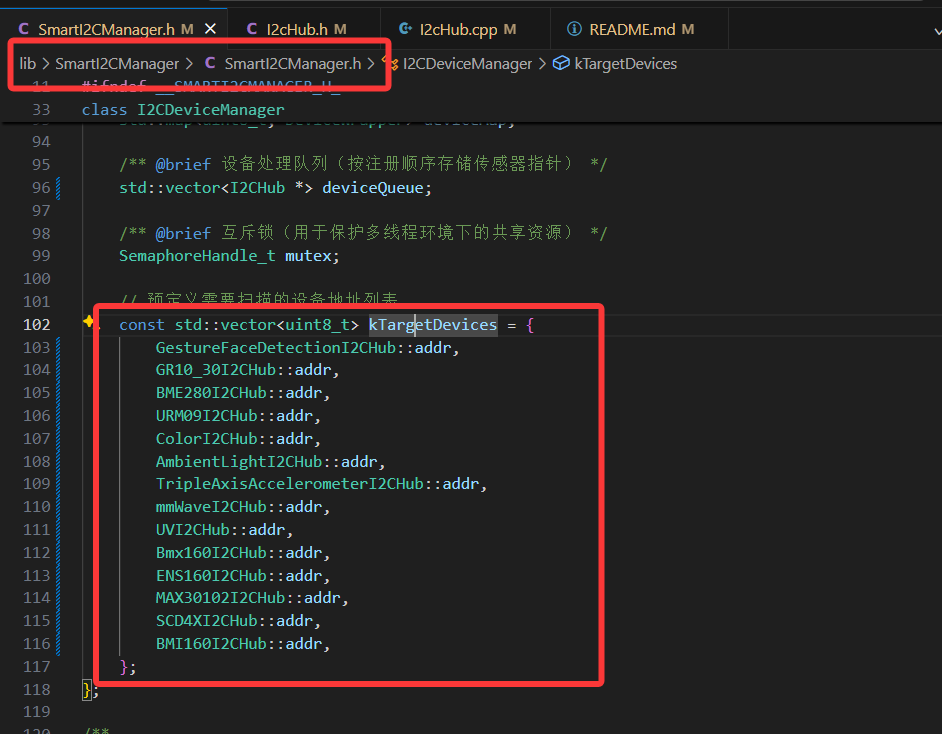 C SmartI2CManager.h M × C I2cHub.h M C+ I2cHub.cpp M README.md M
lib > SmartI2CManager > C SmartI2CManager.h > I2CDeviceManager > kTargetDevices
11 #ifndef __SMARTI2CMANAGER_H_
33 class I2CDeviceManager
94
95 /** @brief 设备处理队列（按注册顺序存储传感器指针） */
96 std::vector<I2CHub *> deviceQueue;
97
98 /** @brief 互斥锁（用于保护多线程环境下的共享资源） */
99 SemaphoreHandle_t mutex;
100
101 // 预定义需要扫描的设备地址列表
102 const std::vector<uint8_t> kTargetDevices = {
103 GestureFaceDetectionI2CHub::addr,
104 GR10_30I2CHub::addr,
105 BME280I2CHub::addr,
106 URM09I2CHub::addr,
107 ColorI2CHub::addr,
108 AmbientLightI2CHub::addr,
109 TripleAxisAccelerometerI2CHub::addr,
110 mmWaveI2CHub::addr,
111 UVI2CHub::addr,
112 Bmx160I2CHub::addr,
113 ENS160I2CHub::addr,
114 MAX30102I2CHub::addr,
115 SCD4XI2CHub::addr,
116 BMI160I2CHub::addr,
117 };
118 };
119
120 /**